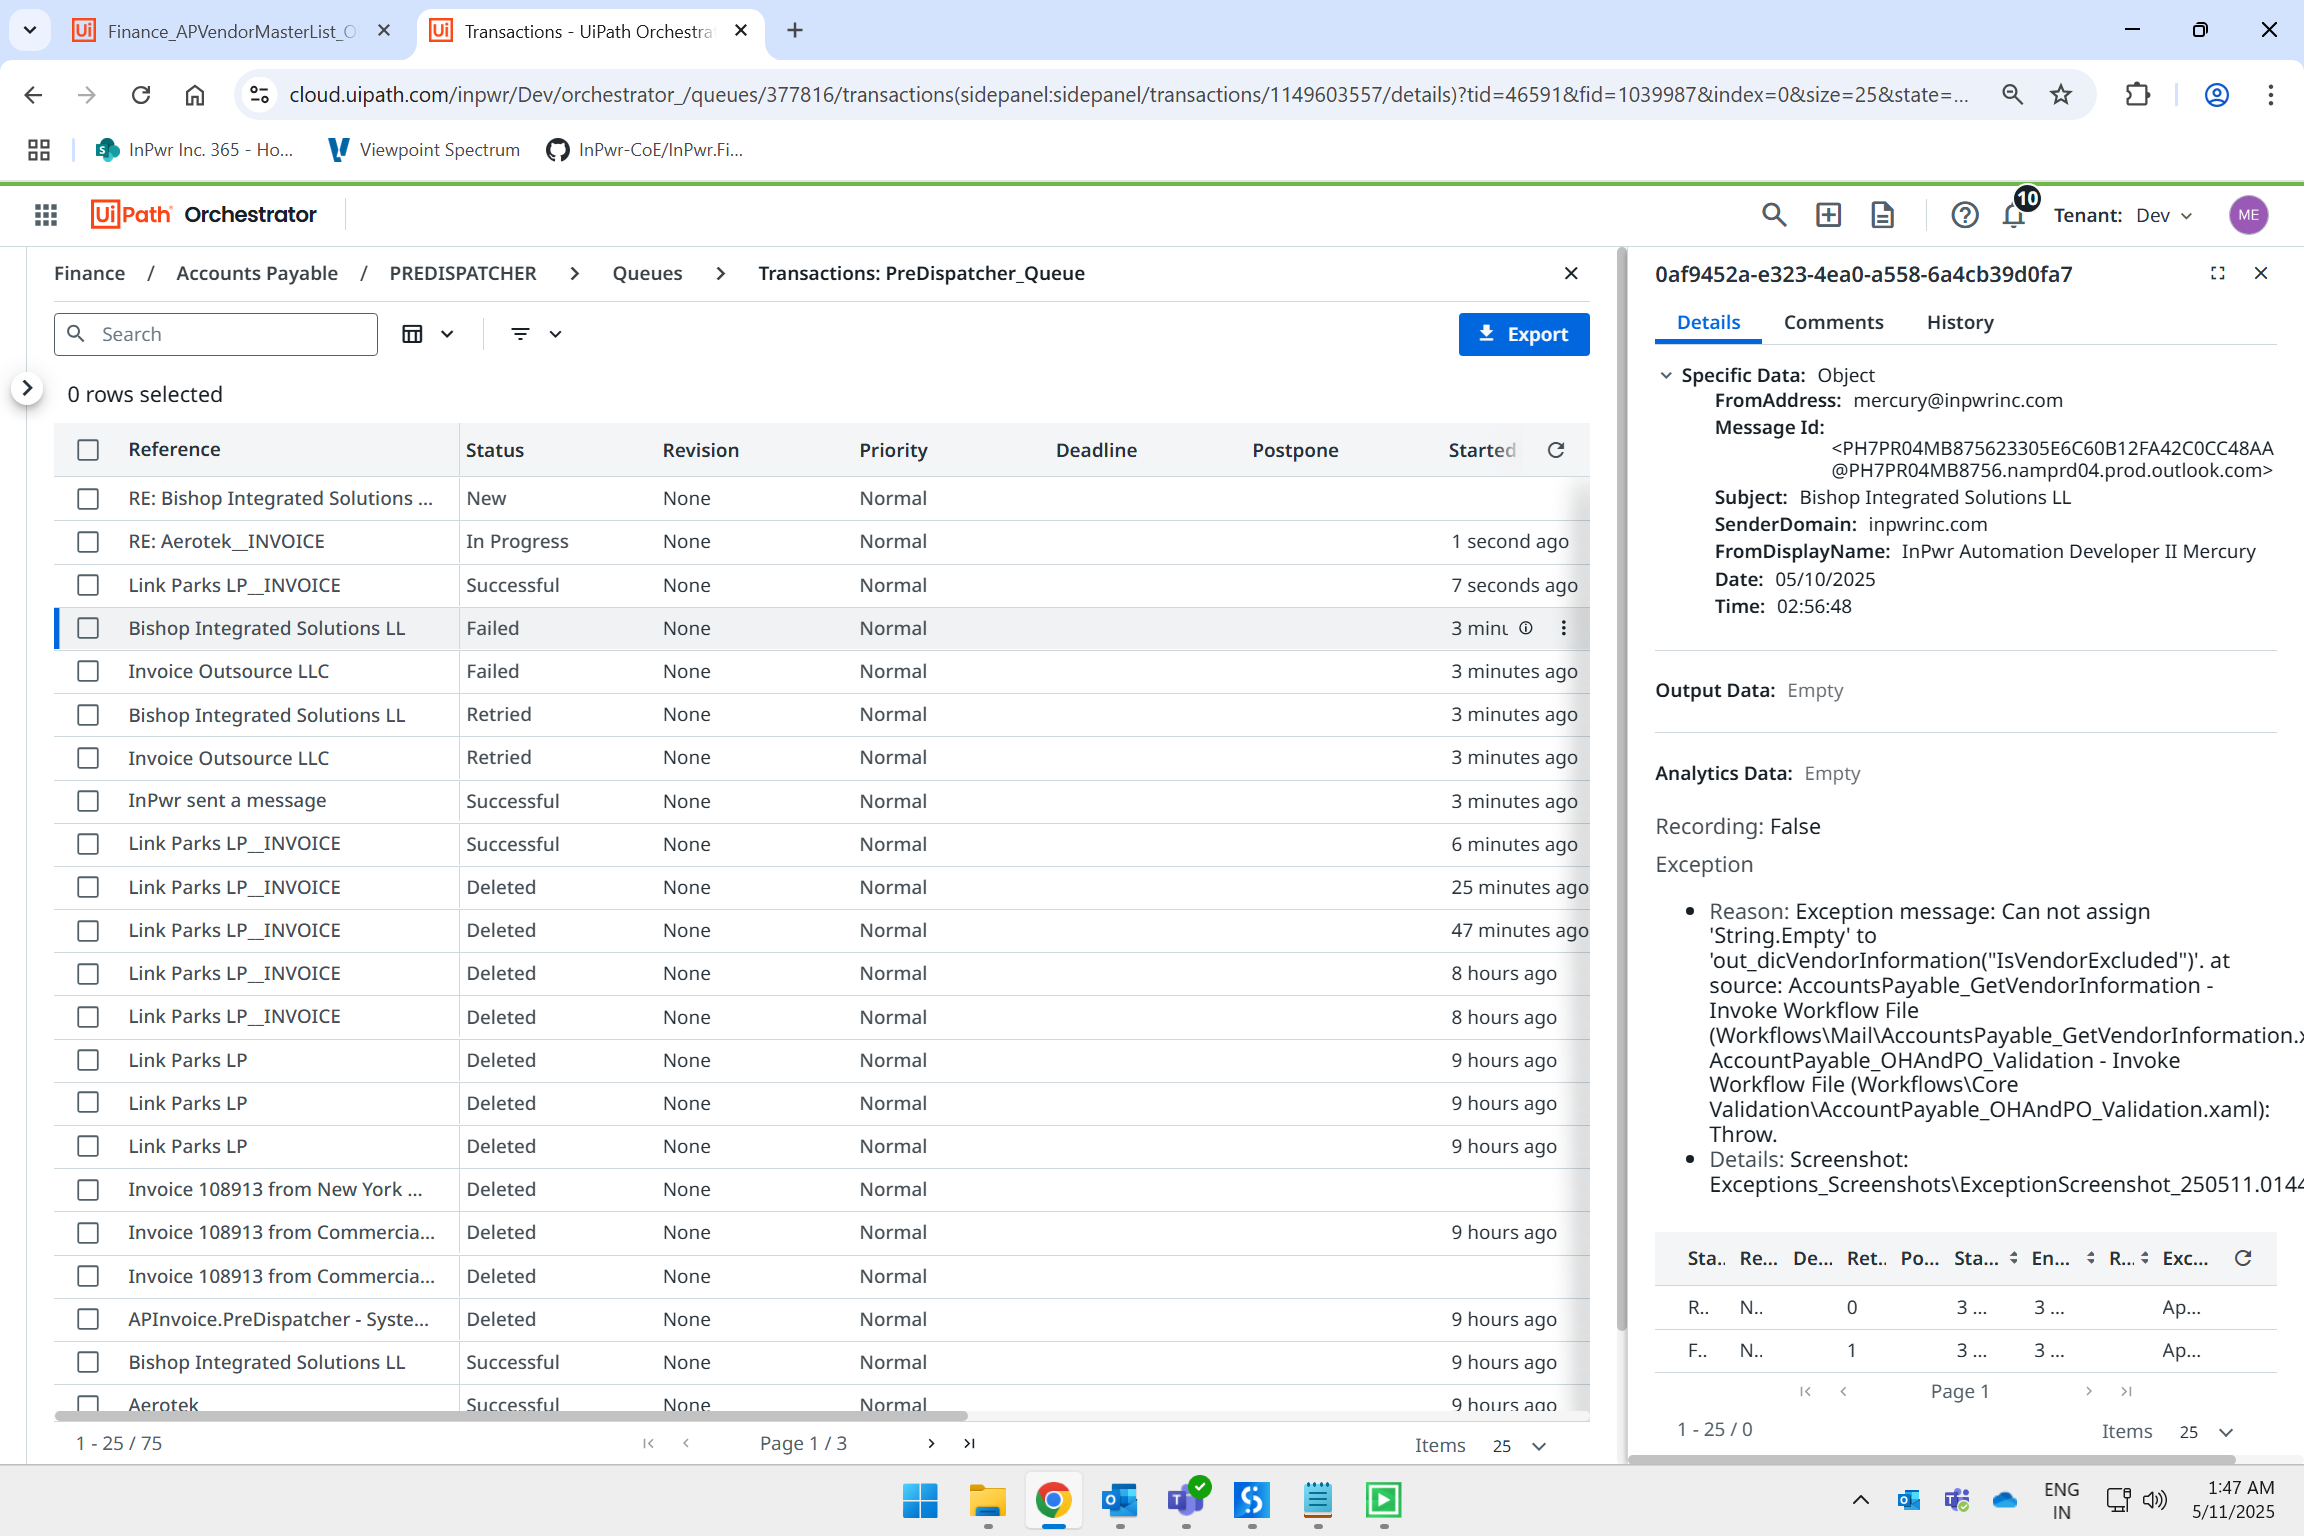 Finance_APVendorMasterList_O
Transactions - UiPath Orchestra
cloud.uipath.com/inpwr/Dev/orchestrator_/queues/377816/transactions(sidepanel:sidepanel/transactions/1149603557/details)?tid=46591&fid=1039987&index=0&size=25&state=...
InPwr Inc. 365 - Ho...
Viewpoint Spectrum
InPwr-CoE/InPwr.Fi...
UiPath Orchestrator
10
Tenant: Dev
ME
Finance / Accounts Payable / PREDISPATCHER > Queues > Transactions: PreDispatcher_Queue
Search
Export
0 rows selected
Reference Status Revision Priority Deadline Postpone Started
RE: Bishop Integrated Solutions ... New None Normal
RE: Aerotek__INVOICE In Progress None Normal 1 second ago
Link Parks LP__INVOICE Successful None Normal 7 seconds ago
Bishop Integrated Solutions LL Failed None Normal 3 minu
Invoice Outsource LLC Failed None Normal 3 minutes ago
Bishop Integrated Solutions LL Retried None Normal 3 minutes ago
Invoice Outsource LLC Retried None Normal 3 minutes ago
InPwr sent a message Successful None Normal 3 minutes ago
Link Parks LP__INVOICE Successful None Normal 6 minutes ago
Link Parks LP__INVOICE Deleted None Normal 25 minutes ago
Link Parks LP__INVOICE Deleted None Normal 47 minutes ago
Link Parks LP__INVOICE Deleted None Normal 8 hours ago
Link Parks LP__INVOICE Deleted None Normal 8 hours ago
Link Parks LP Deleted None Normal 9 hours ago
Link Parks LP Deleted None Normal 9 hours ago
Link Parks LP Deleted None Normal 9 hours ago
Invoice 108913 from New York ... Deleted None Normal
Invoice 108913 from Commercia... Deleted None Normal 9 hours ago
Invoice 108913 from Commercia... Deleted None Normal
APInvoice.PreDispatcher - Syste... Deleted None Normal 9 hours ago
Bishop Integrated Solutions LL Successful None Normal 9 hours ago
Aerotek Successful None Normal 9 hours ago
1 - 25 / 75
Page 1 / 3
Items 25
0af9452a-e323-4ea0-a558-6a4cb39d0fa7
Details Comments History
Specific Data: Object
FromAddress: mercury@inpwrinc.com
Message Id:
<PH7PR04MB875623305E6C60B12FA42C0CC48AA
@PH7PR04MB8756.namprd04.prod.outlook.com>
Subject: Bishop Integrated Solutions LL
SenderDomain: inpwrinc.com
FromDisplayName: InPwr Automation Developer II Mercury
Date: 05/10/2025
Time: 02:56:48
Output Data: Empty
Analytics Data: Empty
Recording: False
Exception
Reason: Exception message: Can not assign
'String.Empty' to
'out_dicVendorInformation("IsVendorExcluded")'. at
source: AccountsPayable_GetVendorInformation -
Invoke Workflow File
(Workflows\Mail\AccountsPayable_GetVendorInformation.x
AccountPayable_OHAndPO_Validation - Invoke
Workflow File (Workflows\Core
Validation\AccountPayable_OHAndPO_Validation.xaml):
Throw.
Details: Screenshot:
Exceptions_Screenshots\ExceptionScreenshot_250511.0144
Sta.. Re... De... Ret.. Po... Sta... En... R... Exc...
R.. N.. 0 3 ... 3 ... Ap...
F.. N.. 1 3 ... 3 ... Ap...
Page 1
1 - 25 / 0
Items 25
ENG
IN
1:47 AM
5/11/2025